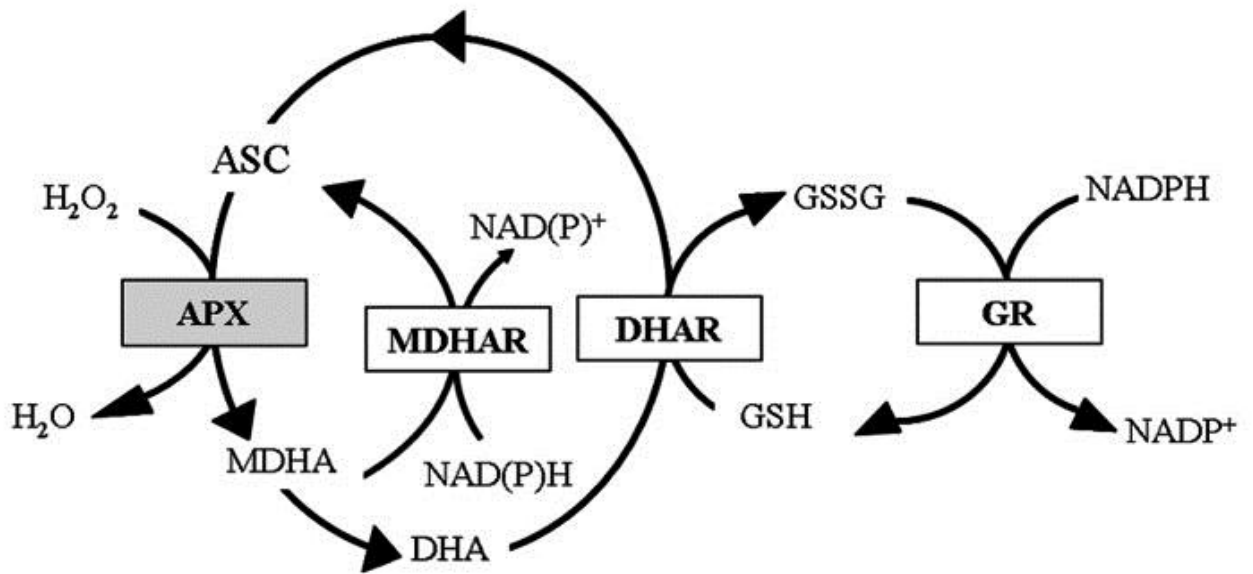 ASC
H₂O₂
NAD(P)⁺
GSSG
NADPH
APX
MDHAR
DHAR
GR
H₂O
MDHA
NAD(P)H
GSH
NADP⁺
DHA